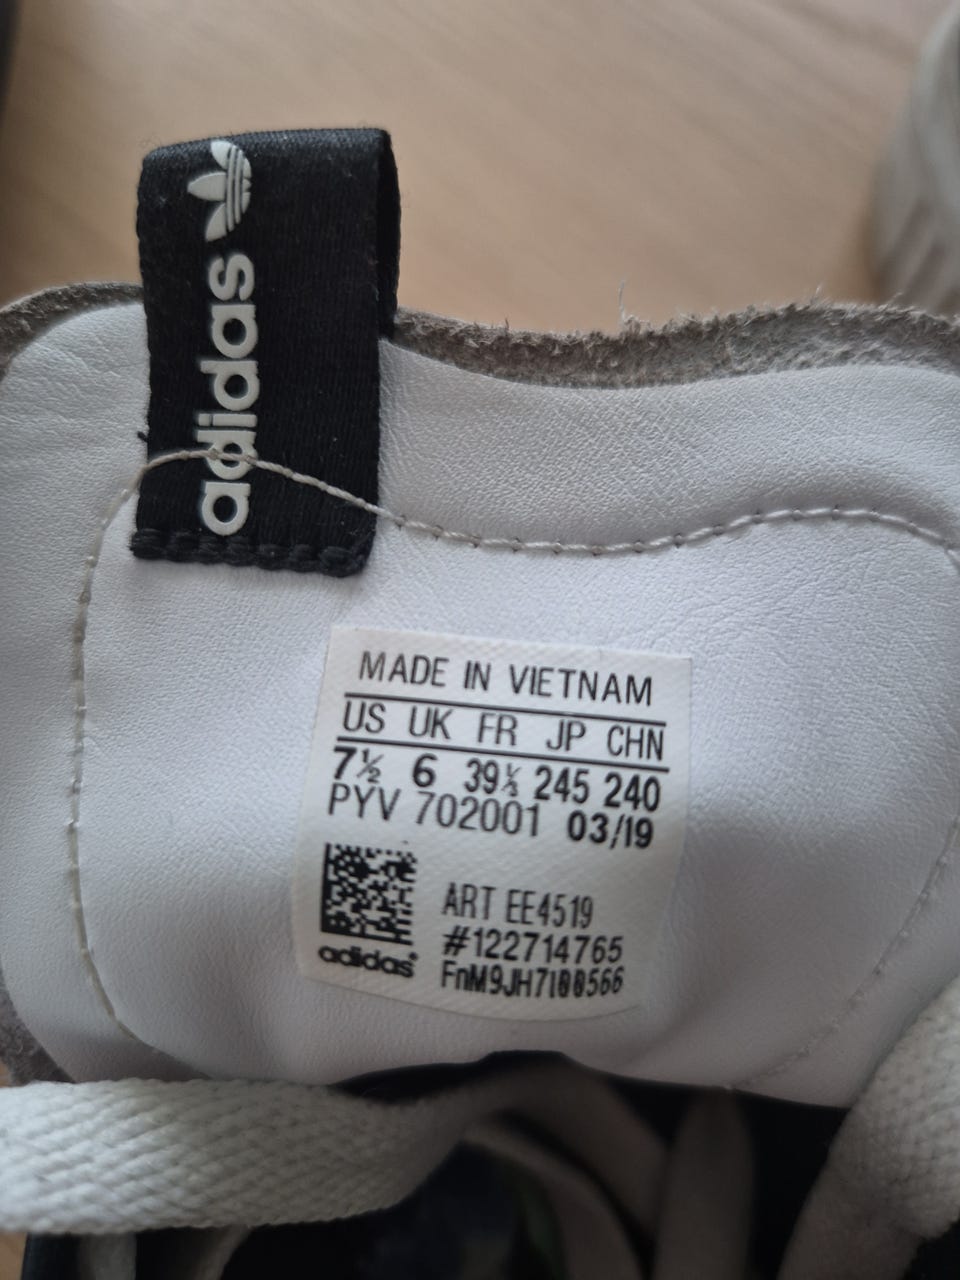 adidas
MADE IN VIETNAM
US UK FR JP CHN
7½ 6 39⅓ 245 240
PYV 702001 03/19
ART EE4519
#122714765
adidas®
FnM9JH7100566